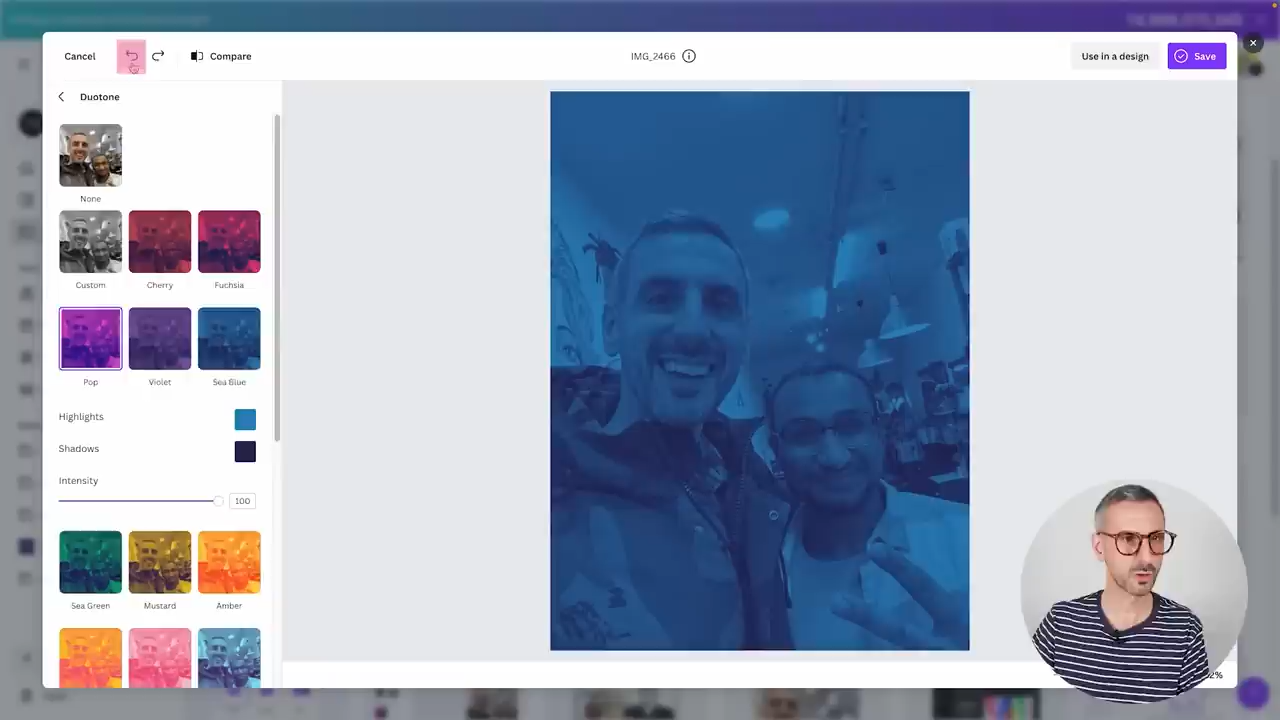 Cancel
Compare
IMG_2466
Use in a design
Save
Duotone
None
Custom
Cherry
Fuchsia
Pop
Violet
Sea Blue
Highlights
Shadows
Intensity
100
Sea Green
Mustard
Amber